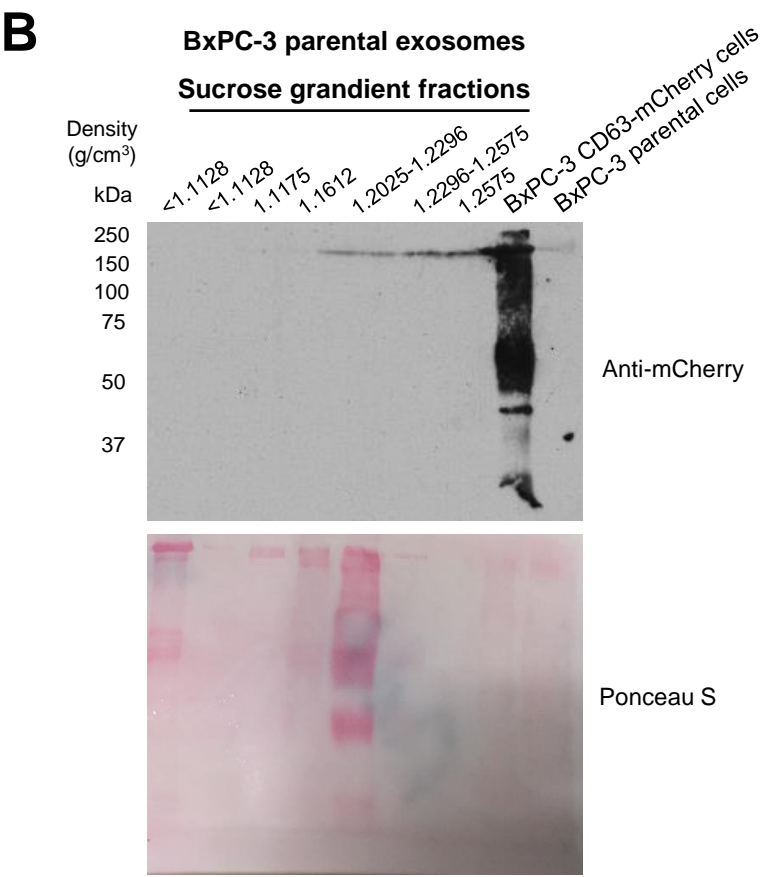 B
BxPC-3 parental exosomes
Sucrose grandient fractions
Density
(g/cm³)
kDa
<1.1128
<1.1128
1.1175
1.1612
1.2025-1.2296
1.2296-1.2575
1.2575
BxPC-3 CD63-mCherry cells
BxPC-3 parental cells
250
150
100
75
50
37
Anti-mCherry
Ponceau S